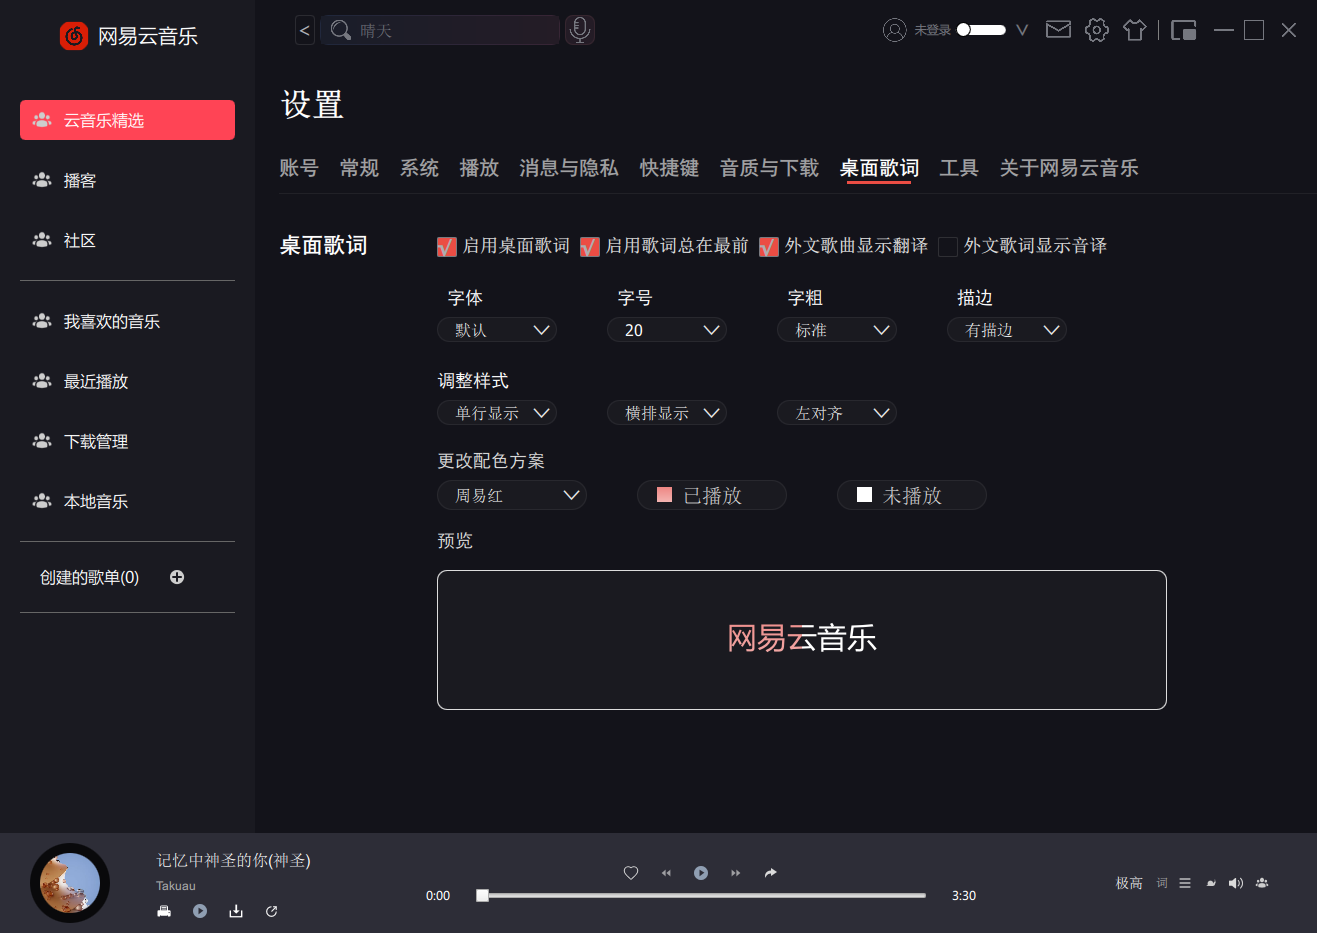 网易云音乐
<
晴天
未登录
云音乐精选
播客
社区
我喜欢的音乐
最近播放
下载管理
本地音乐
创建的歌单(0)
设置
账号 常规 系统 播放 消息与隐私 快捷键 音质与下载 桌面歌词 工具 关于网易云音乐
桌面歌词
启用桌面歌词 启用歌词总在最前 外文歌曲显示翻译 外文歌词显示音译
字体 字号 字粗 描边
默认 20 标准 有描边
调整样式
单行显示 横排显示 左对齐
更改配色方案
周易红 已播放 未播放
预览
网易云音乐
记忆中神圣的你(神圣)
Takuau
0:00
3:30
极高 词